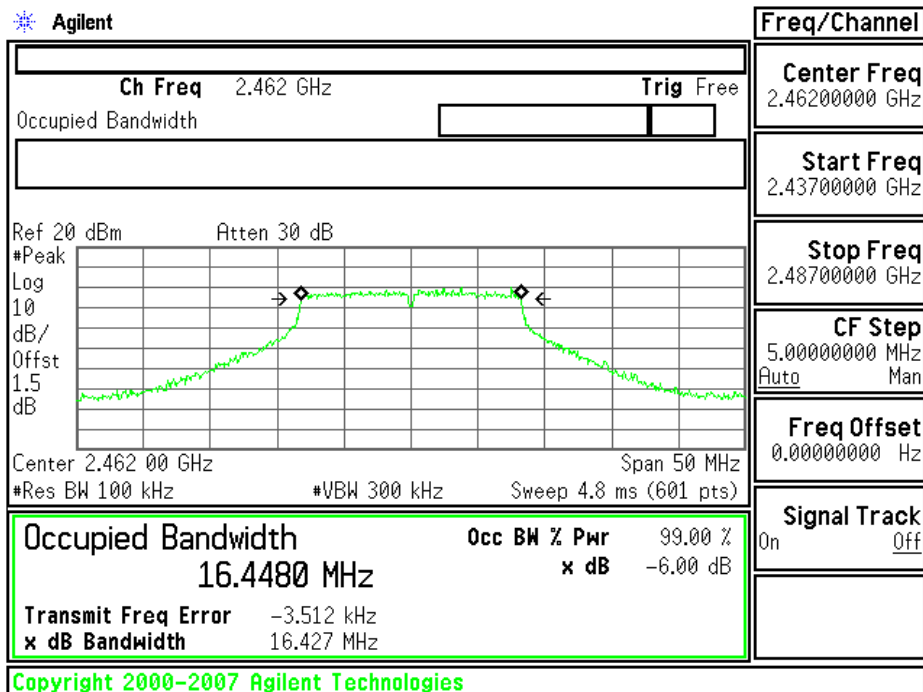 Agilent
Freq/Channel
Ch Freq 2.462 GHz Trig Free
Occupied Bandwidth
Center Freq
2.46200000 GHz
Start Freq
2.43700000 GHz
Stop Freq
2.48700000 GHz
CF Step
5.00000000 MHz
Auto Man
Freq Offset
0.00000000 Hz
Signal Track
On Off
Ref 20 dBm Atten 30 dB
#Peak
Log
10
dB/
Offst
1.5
dB
Center 2.462 00 GHz Span 50 MHz
#Res BW 100 kHz #VBW 300 kHz Sweep 4.8 ms (601 pts)
Occupied Bandwidth Occ BW % Pwr 99.00 %
16.4480 MHz x dB -6.00 dB
Transmit Freq Error -3.512 kHz
x dB Bandwidth 16.427 MHz
Copyright 2000-2007 Agilent Technologies